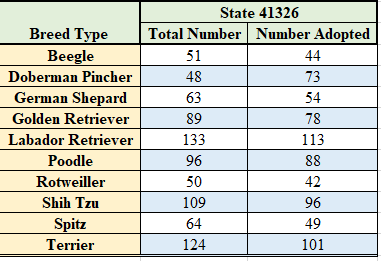 State 41326
Breed Type Total Number Number Adopted
Beegle 51 44
Doberman Pincher 48 73
German Shepard 63 54
Golden Retriever 89 78
Labador Retriever 133 113
Poodle 96 88
Rotweiller 50 42
Shih Tzu 109 96
Spitz 64 49
Terrier 124 101